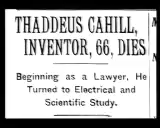 THADDEUS CAHILL,
INVENTOR, 66, DIES
Beginning as a Lawyer, He
Turned to Electrical and
Scientific Study.